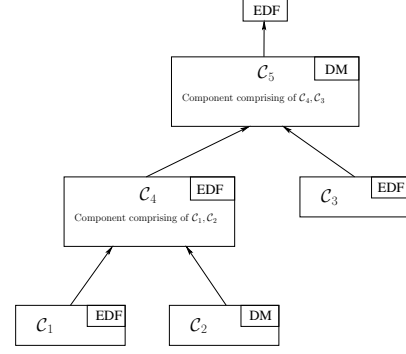 EDF
C₅ DM
Component comprising of C₄, C₃
C₄ EDF
Component comprising of C₁, C₂
C₃ EDF
C₁ EDF
C₂ DM